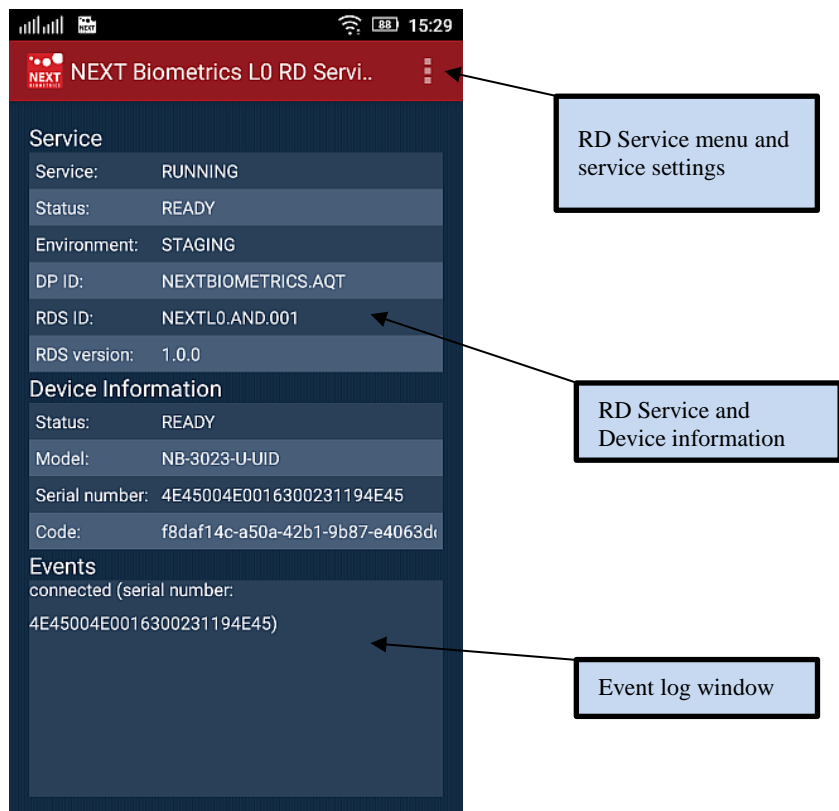 88 15:29
NEXT
NEXT
BIOMETRICS
NEXT Biometrics L0 RD Servi..
RD Service menu and
service settings
Service
Service: RUNNING
Status: READY
Environment: STAGING
DP ID: NEXTBIOMETRICS.AQT
RDS ID: NEXTL0.AND.001
RDS version: 1.0.0
RD Service and
Device information
Device Information
Status: READY
Model: NB-3023-U-UID
Serial number: 4E45004E0016300231194E45
Code: f8daf14c-a50a-42b1-9b87-e4063d
Events
connected (serial number:
4E45004E0016300231194E45)
Event log window